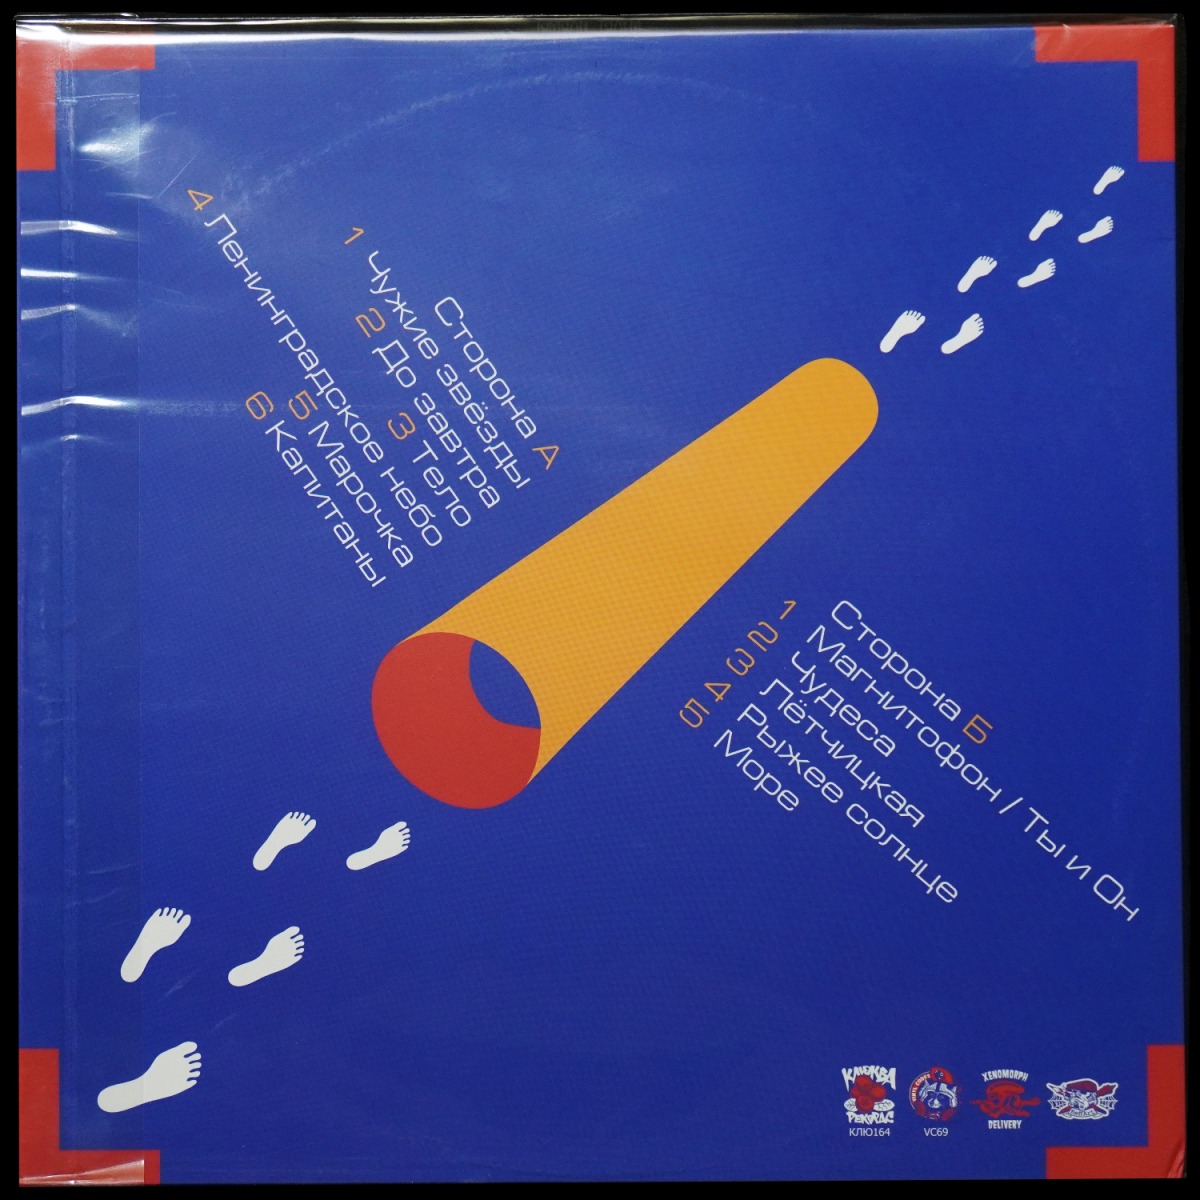 Сторона А
1 Чужие звёзды
2 До завтра
3 Тело
4 Ленинградское небо
5 Марочка
6 Капитаны
Сторона Б
1 Магнитофон / Ты и Он
2 Чудеса
3 Лётчицкая
4 Рыжее солнце
5 Море
КЛЮКВА
РЕКОРДС
КЛЮ164
VC69
XENOMORPH
DELIVERY